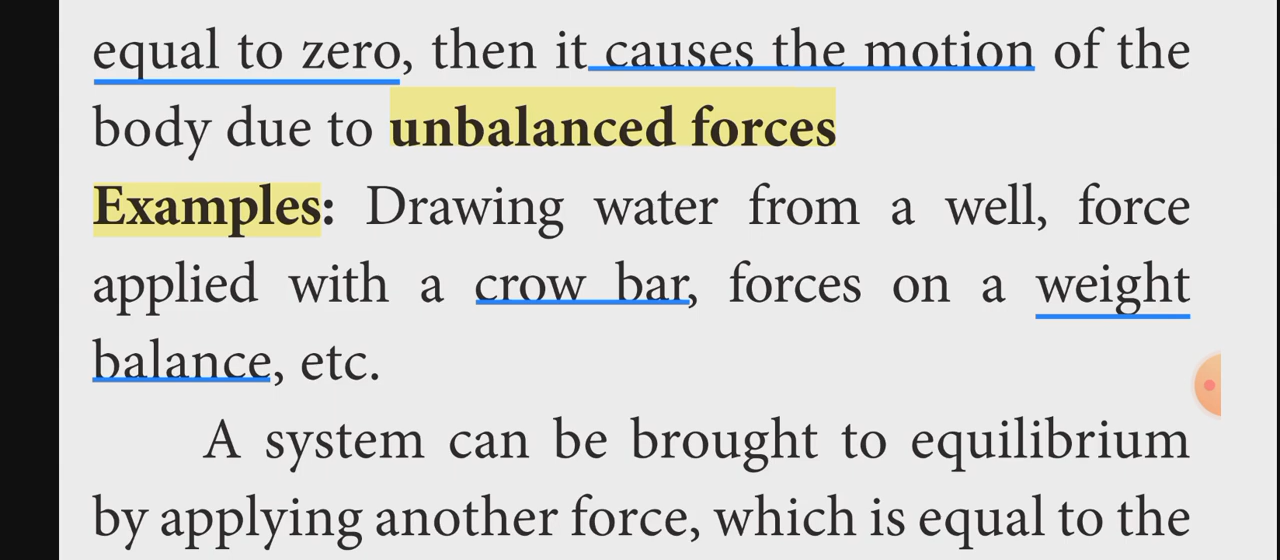 equal to zero, then it causes the motion of the
body due to unbalanced forces
Examples: Drawing water from a well, force
applied with a crow bar, forces on a weight
balance, etc.
A system can be brought to equilibrium
by applying another force, which is equal to the